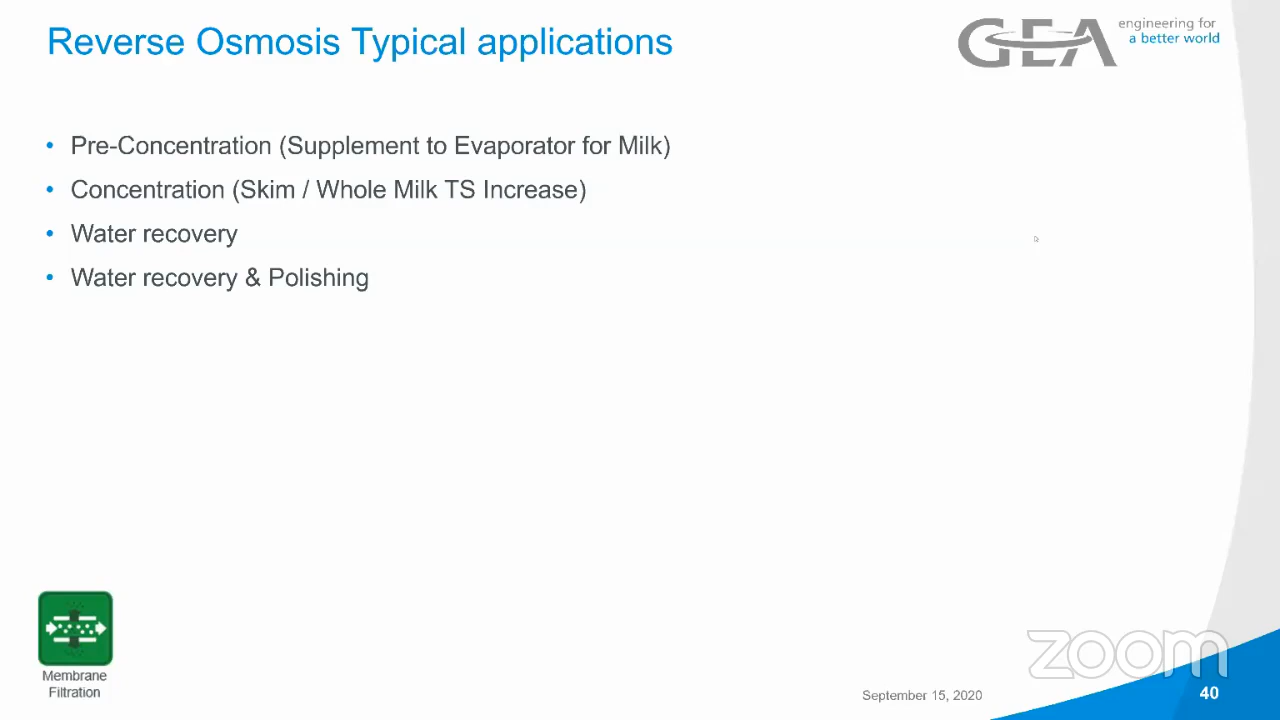 Reverse Osmosis Typical applications
GEA
engineering for
a better world
• Pre-Concentration (Supplement to Evaporator for Milk)
• Concentration (Skim / Whole Milk TS Increase)
• Water recovery
• Water recovery & Polishing
Membrane
Filtration
zoom
September 15, 2020
40